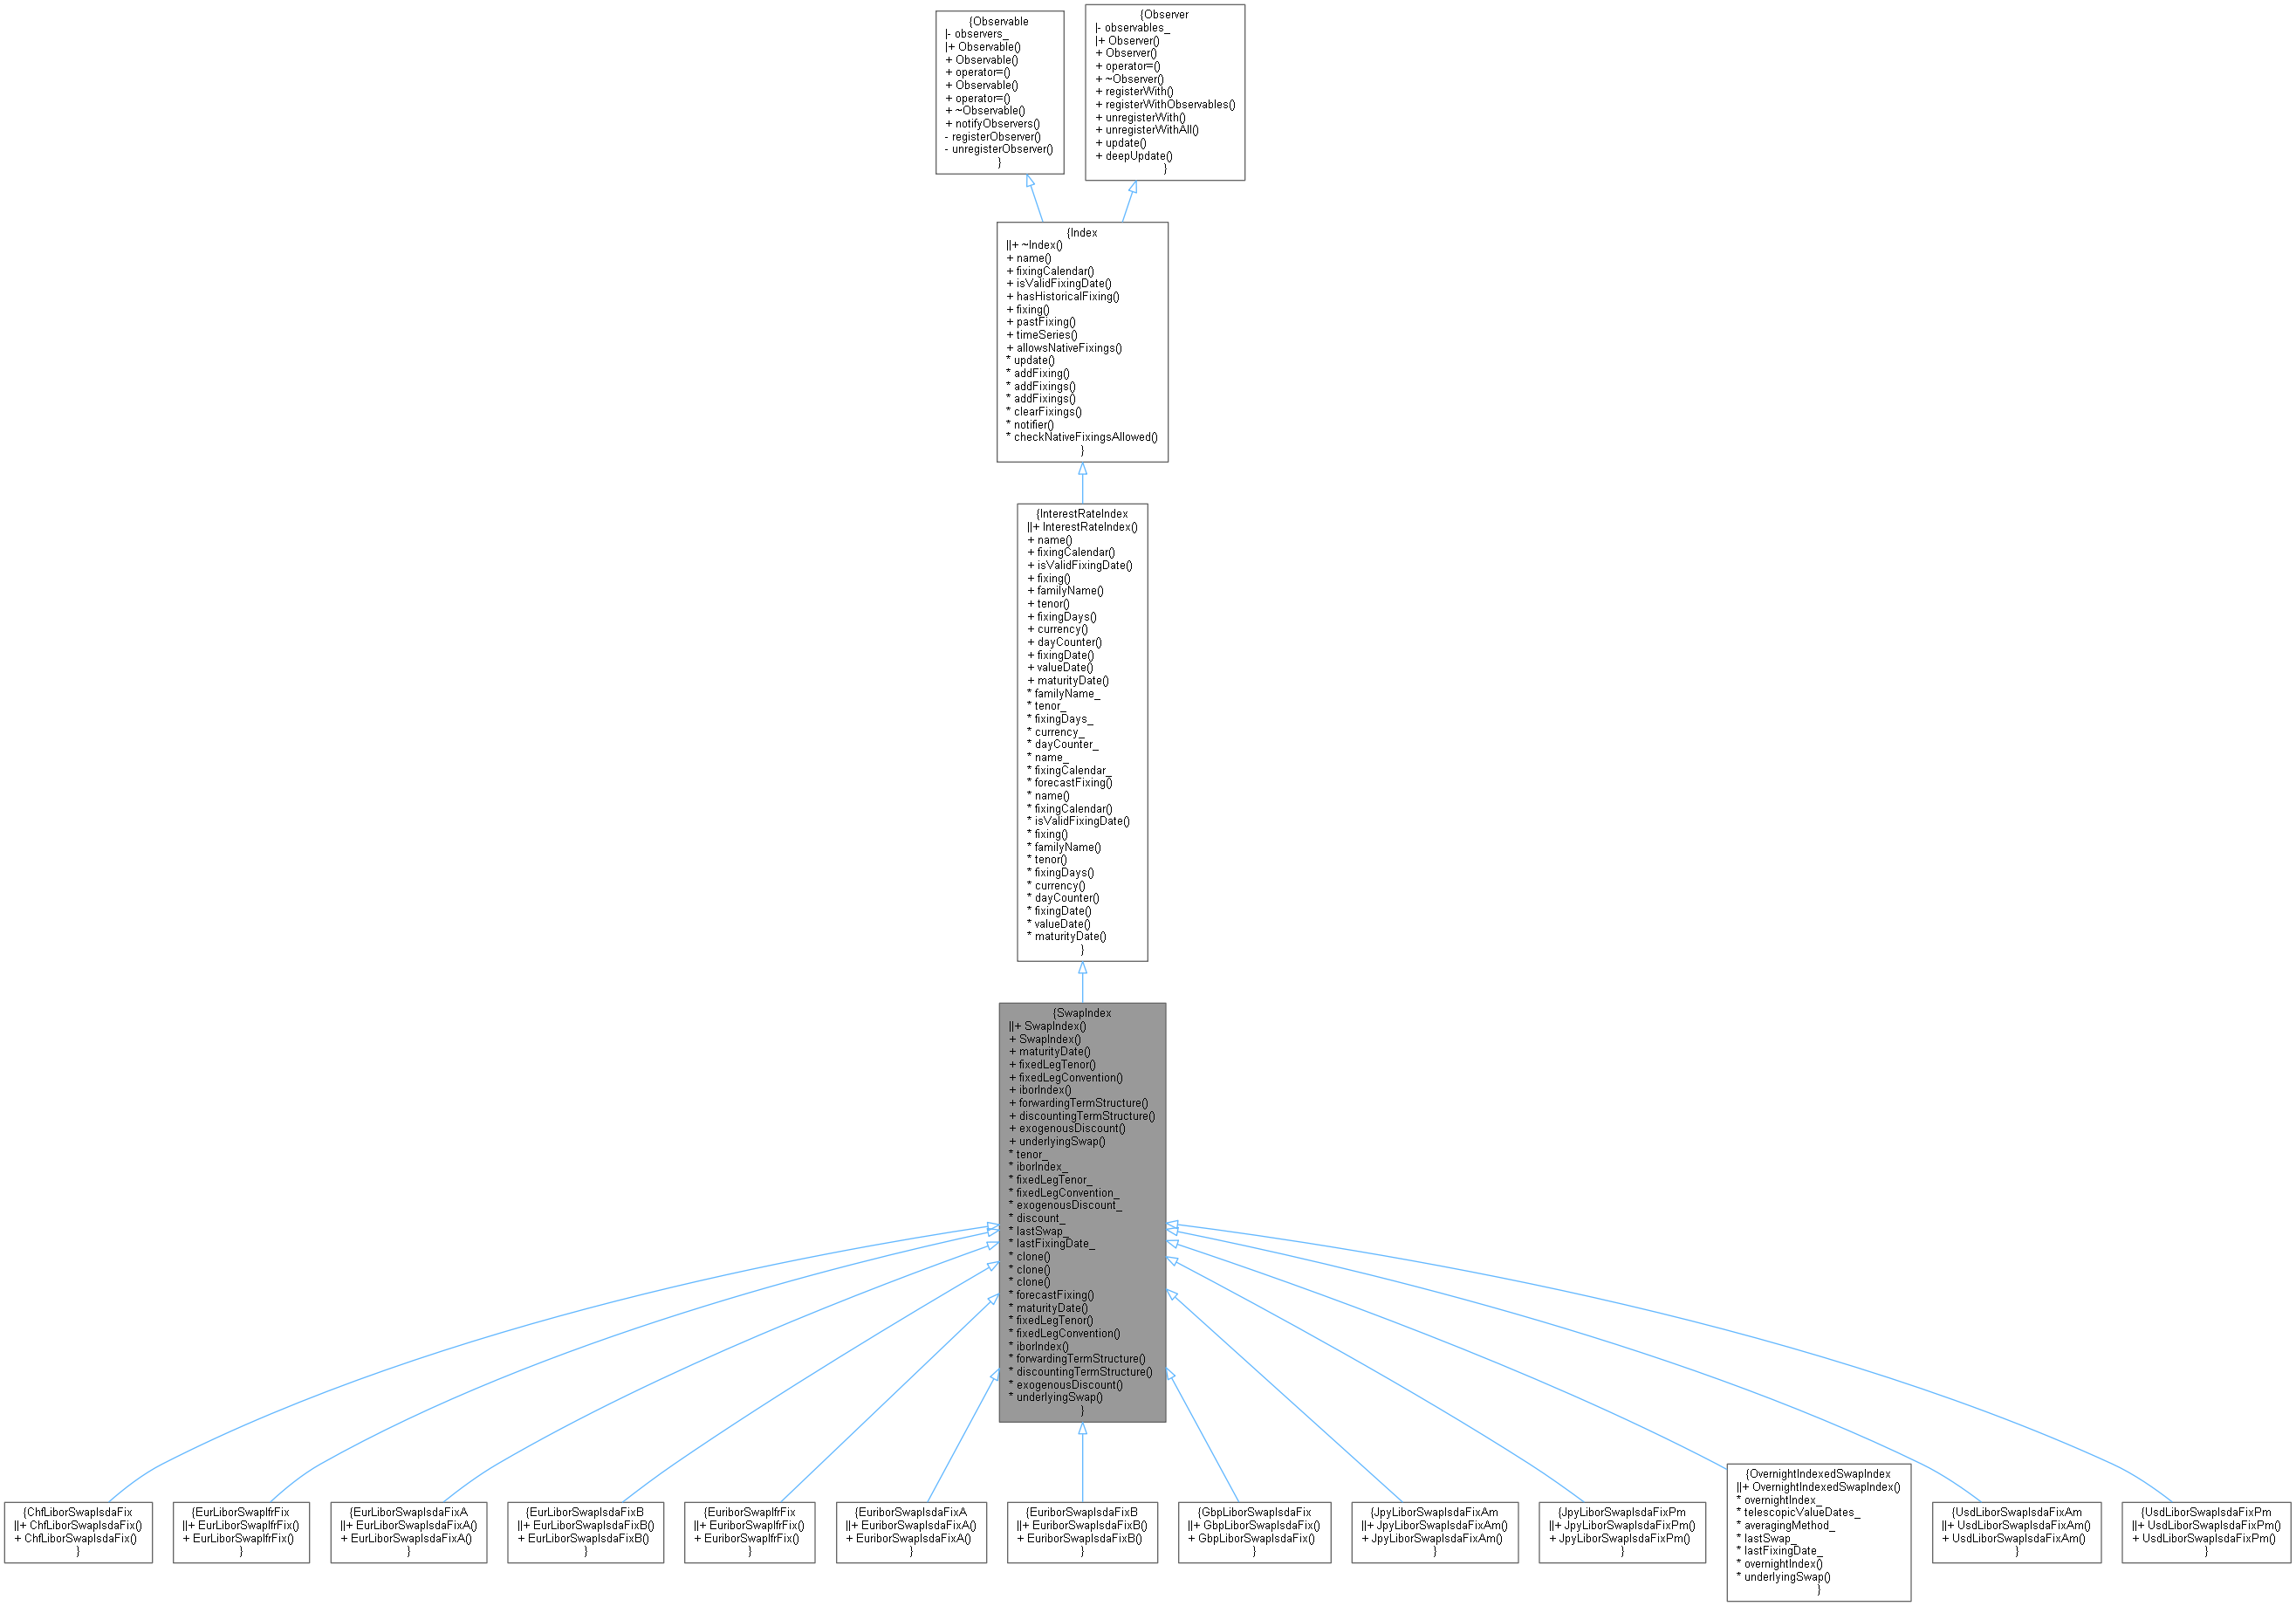 {Observable
|- observers_
|+ Observable()
+ Observable()
+ operator=()
+ Observable()
+ operator=()
+ ~Observable()
+ notifyObservers()
- registerObserver()
- unregisterObserver()
}
{Observer
|- observables_
|+ Observer()
+ Observer()
+ operator=()
+ ~Observer()
+ registerWith()
+ registerWithObservables()
+ unregisterWith()
+ unregisterWithAll()
+ update()
+ deepUpdate()
}
{Index
||+ ~Index()
+ name()
+ fixingCalendar()
+ isValidFixingDate()
+ hasHistoricalFixing()
+ fixing()
+ pastFixing()
+ timeSeries()
+ allowsNativeFixings()
* update()
* addFixing()
* addFixings()
* addFixings()
* clearFixings()
* notifier()
* checkNativeFixingsAllowed()
}
{InterestRateIndex
||+ InterestRateIndex()
+ name()
+ fixingCalendar()
+ isValidFixingDate()
+ fixing()
+ familyName()
+ tenor()
+ fixingDays()
+ currency()
+ dayCounter()
+ fixingDate()
+ valueDate()
+ maturityDate()
* familyName_
* tenor_
* fixingDays_
* currency_
* dayCounter_
* name_
* fixingCalendar_
* forecastFixing()
* name()
* fixingCalendar()
* isValidFixingDate()
* fixing()
* familyName()
* tenor()
* fixingDays()
* currency()
* dayCounter()
* fixingDate()
* valueDate()
* maturityDate()
}
{SwapIndex
||+ SwapIndex()
+ SwapIndex()
+ maturityDate()
+ fixedLegTenor()
+ fixedLegConvention()
+ iborIndex()
+ forwardingTermStructure()
+ discountingTermStructure()
+ exogenousDiscount()
+ underlyingSwap()
* tenor_
* iborIndex_
* fixedLegTenor_
* fixedLegConvention_
* exogenousDiscount_
* discount_
* lastSwap_
* lastFixingDate_
* clone()
* clone()
* clone()
* forecastFixing()
* maturityDate()
* fixedLegTenor()
* fixedLegConvention()
* iborIndex()
* forwardingTermStructure()
* discountingTermStructure()
* exogenousDiscount()
* underlyingSwap()
}
{ChfLiborSwapIsdaFix
||+ ChfLiborSwapIsdaFix()
+ ChfLiborSwapIsdaFix()
}
{EurLiborSwapIfrFix
||+ EurLiborSwapIfrFix()
+ EurLiborSwapIfrFix()
}
{EurLiborSwapIsdaFixA
||+ EurLiborSwapIsdaFixA()
+ EurLiborSwapIsdaFixA()
}
{EurLiborSwapIsdaFixB
||+ EurLiborSwapIsdaFixB()
+ EurLiborSwapIsdaFixB()
}
{EuriborSwapIfrFix
||+ EuriborSwapIfrFix()
+ EuriborSwapIfrFix()
}
{EuriborSwapIsdaFixA
||+ EuriborSwapIsdaFixA()
+ EuriborSwapIsdaFixA()
}
{EuriborSwapIsdaFixB
||+ EuriborSwapIsdaFixB()
+ EuriborSwapIsdaFixB()
}
{GbpLiborSwapIsdaFix
||+ GbpLiborSwapIsdaFix()
+ GbpLiborSwapIsdaFix()
}
{JpyLiborSwapIsdaFixAm
||+ JpyLiborSwapIsdaFixAm()
+ JpyLiborSwapIsdaFixAm()
}
{JpyLiborSwapIsdaFixPm
||+ JpyLiborSwapIsdaFixPm()
+ JpyLiborSwapIsdaFixPm()
}
{OvernightIndexedSwapIndex
||+ OvernightIndexedSwapIndex()
* overnightIndex_
* telescopicValueDates_
* averagingMethod_
* lastSwap_
* lastFixingDate_
* overnightIndex()
* underlyingSwap()
}
{UsdLiborSwapIsdaFixAm
||+ UsdLiborSwapIsdaFixAm()
+ UsdLiborSwapIsdaFixAm()
}
{UsdLiborSwapIsdaFixPm
||+ UsdLiborSwapIsdaFixPm()
+ UsdLiborSwapIsdaFixPm()
}